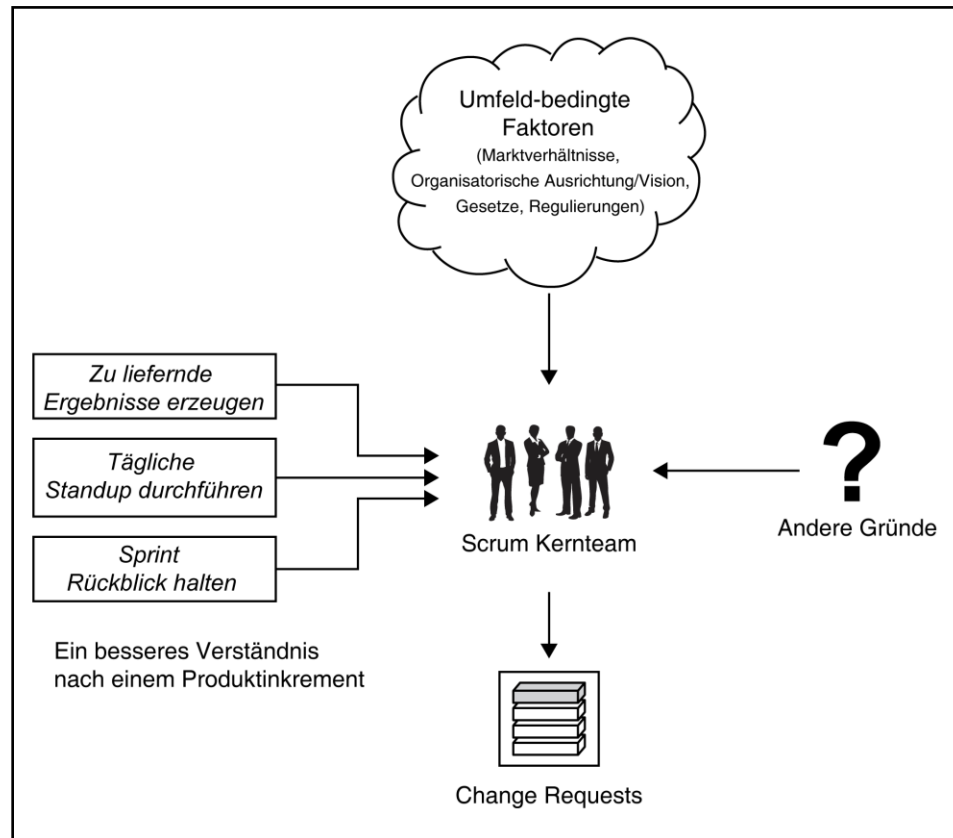 Umfeld-bedingte
Faktoren
(Marktverhältnisse,
Organisatorische Ausrichtung/Vision,
Gesetze, Regulierungen)
Zu liefernde
Ergebnisse erzeugen
Tägliche
Standup durchführen
Sprint
Rückblick halten
Scrum Kernteam
?
Andere Gründe
Ein besseres Verständnis
nach einem Produktinkrement
Change Requests